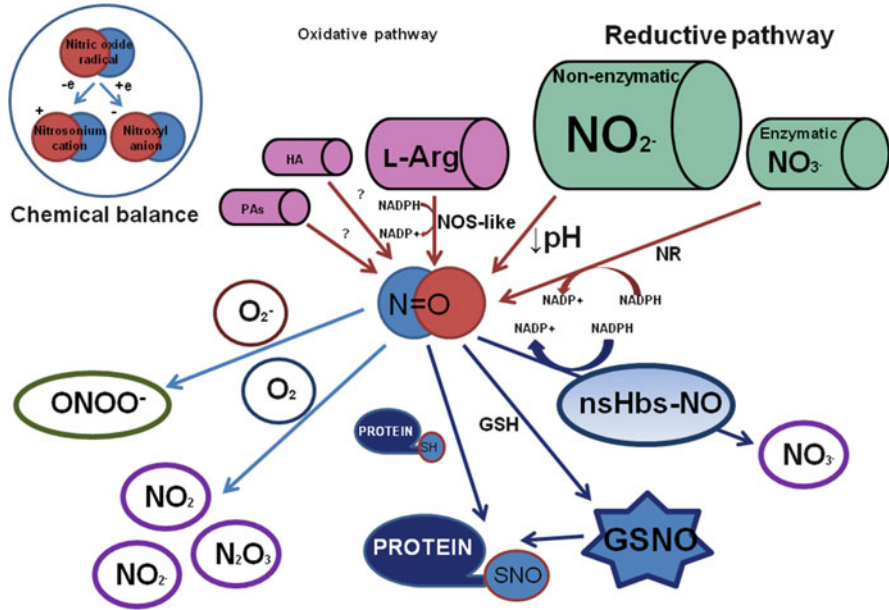 Oxidative pathway
Reductive pathway
Nitric oxide
radical
-e
+e
+
-
Nitrosonium
cation
Nitroxyl
anion
Chemical balance
HA
PAs
?
?
L-Arg
NADPH
NADP+
NOS-like
Non-enzymatic
NO₂-
Enzymatic
NO₃-
↓pH
NR
NADP+
NADPH
NADP+
NADPH
N=O
O₂-
O₂
ONOO-
NO₂
NO₂-
N₂O₃
PROTEIN
SH
GSH
nsHbs-NO
NO₃-
PROTEIN
SNO
GSNO